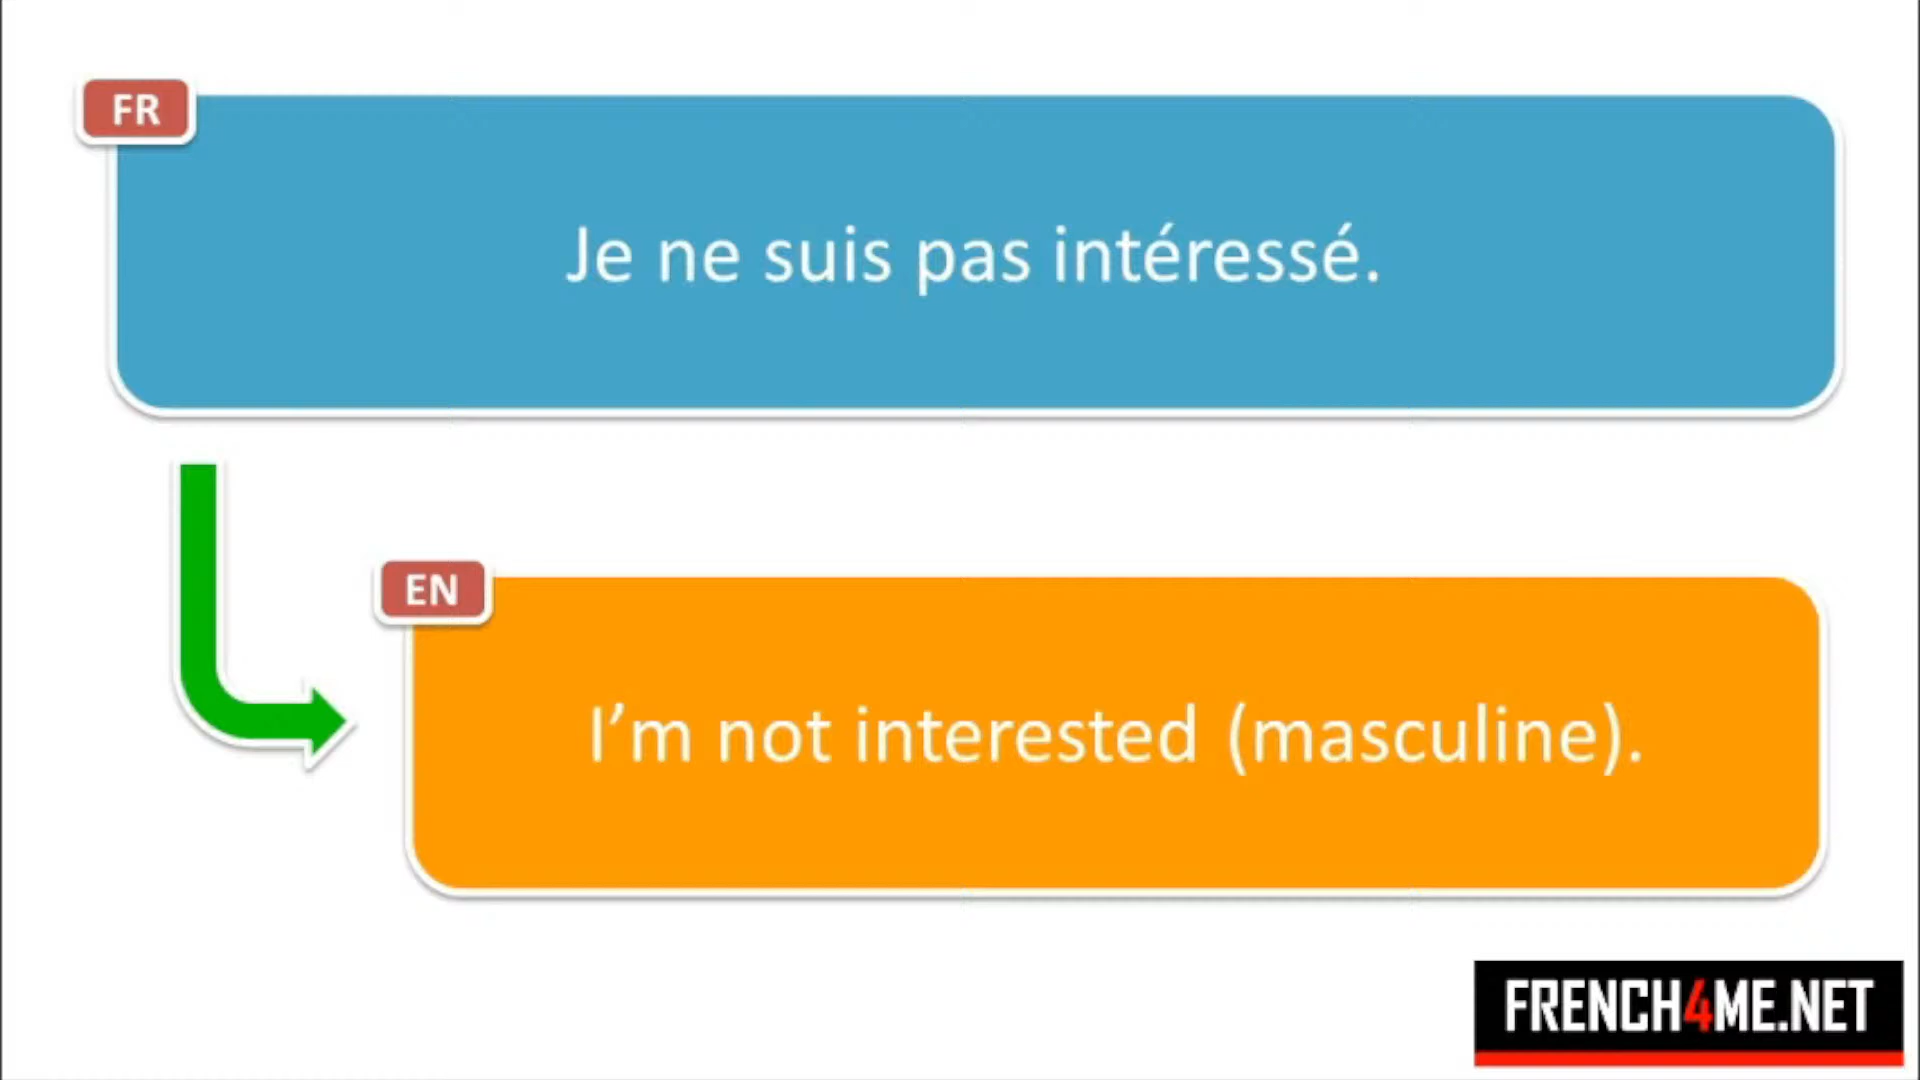 FR
Je ne suis pas intéressé.
EN
I’m not interested (masculine).
FRENCH4ME.NET